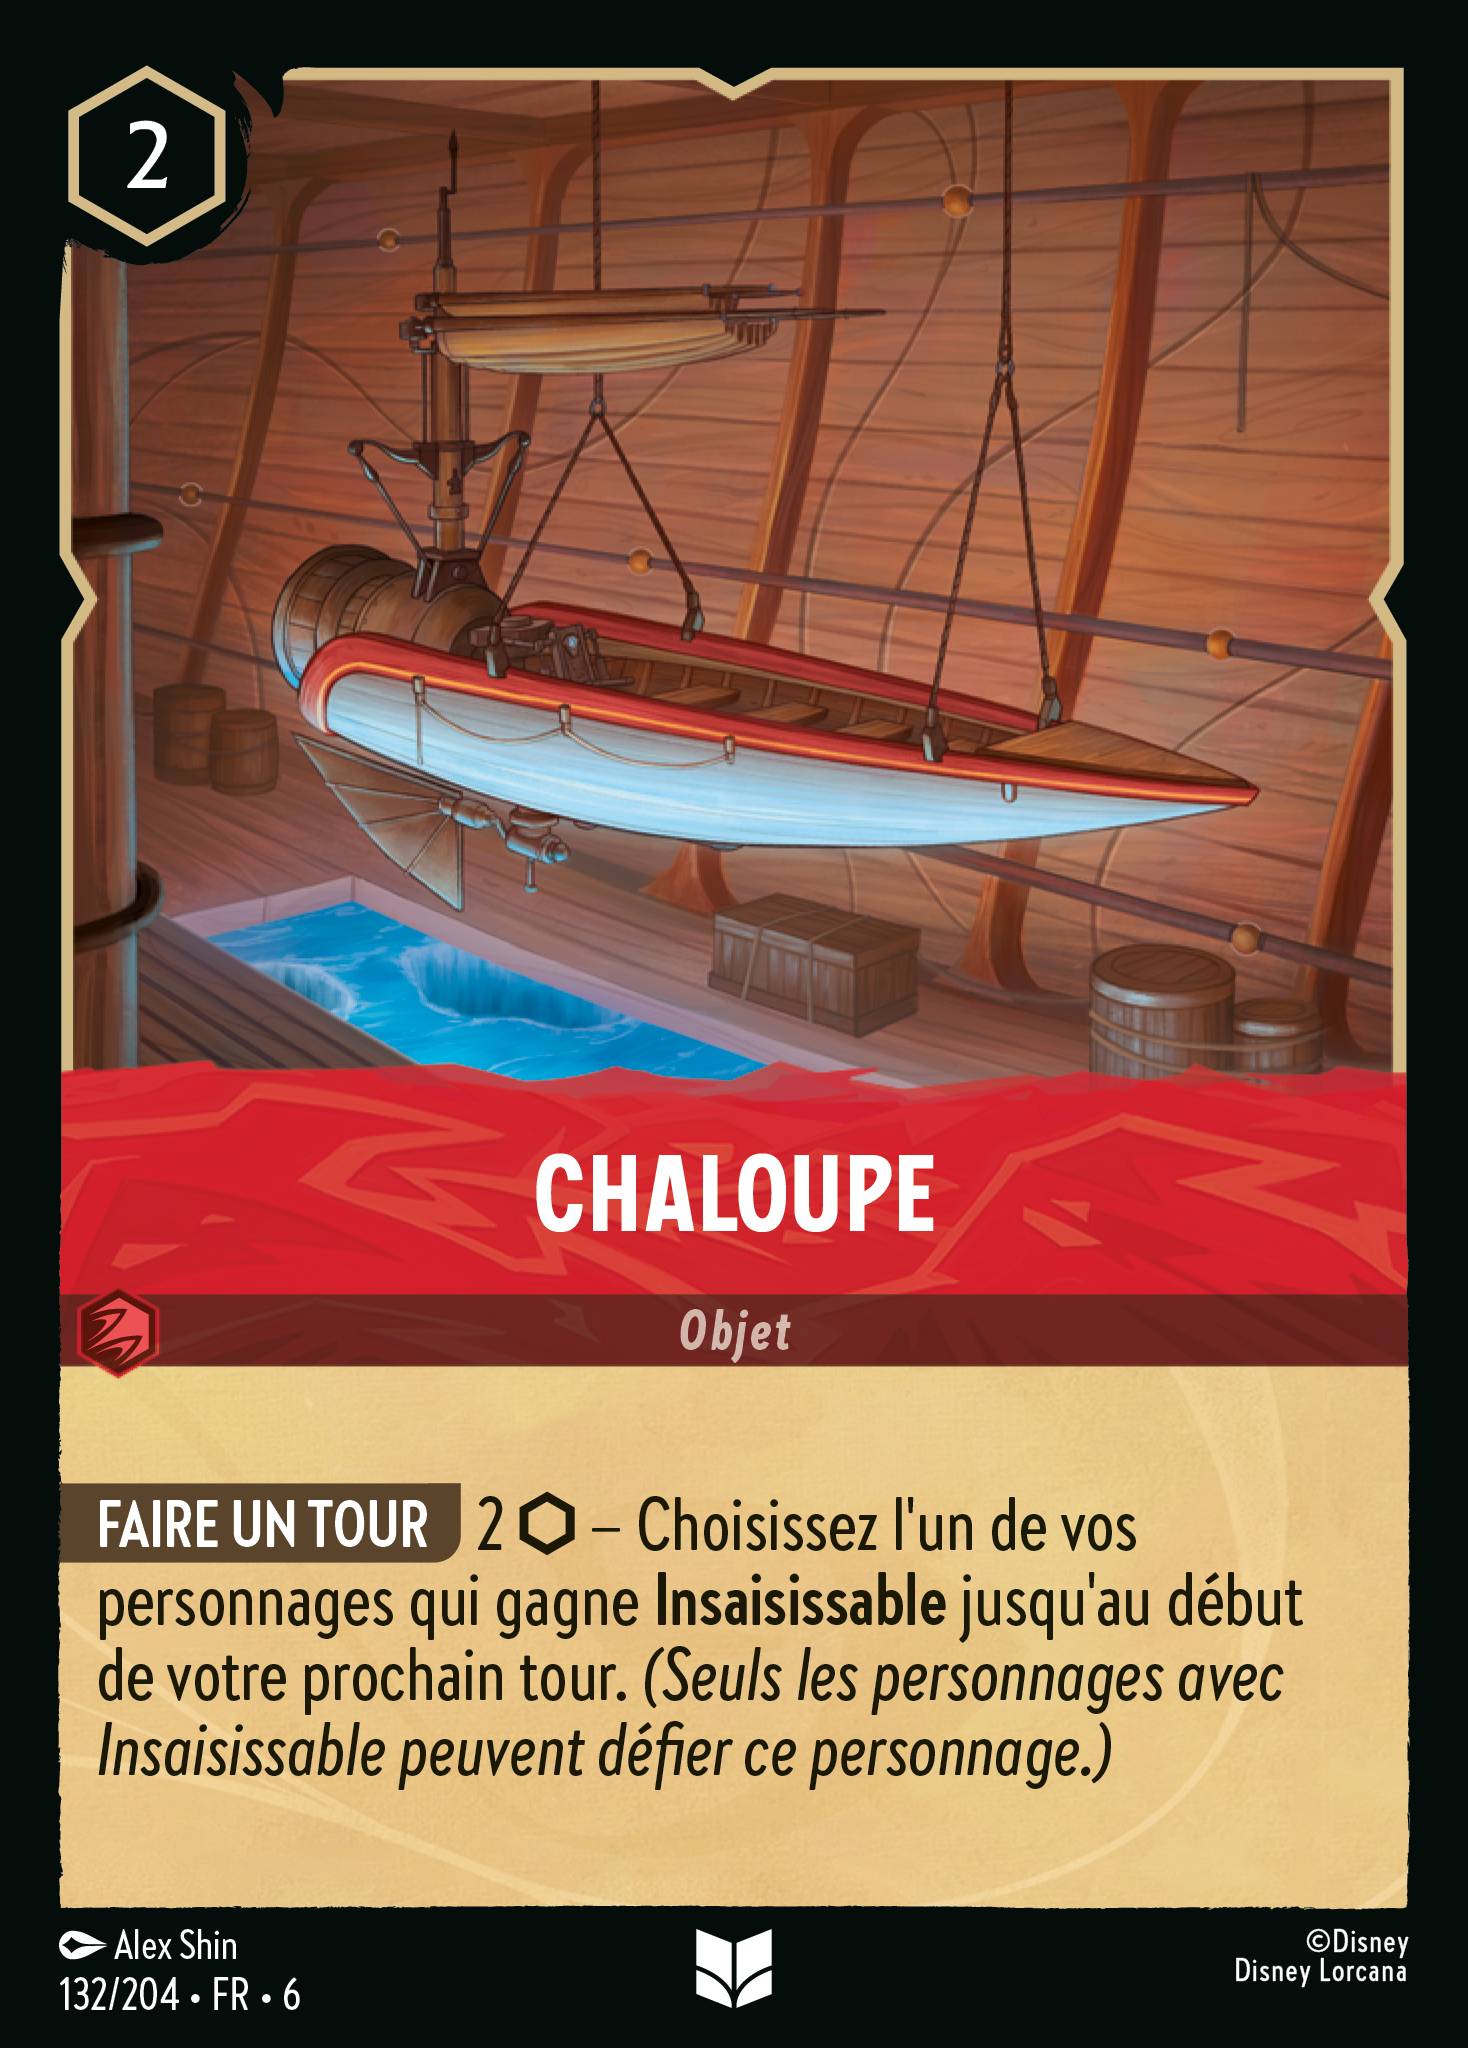 2
CHALOUPE
Objet
FAIRE UN TOUR 2 ⬡ – Choisissez l'un de vos
personnages qui gagne Insaisissable jusqu'au début
de votre prochain tour. (Seuls les personnages avec
Insaisissable peuvent défier ce personnage.)
Alex Shin
132/204 • FR • 6
©Disney
Disney Lorcana